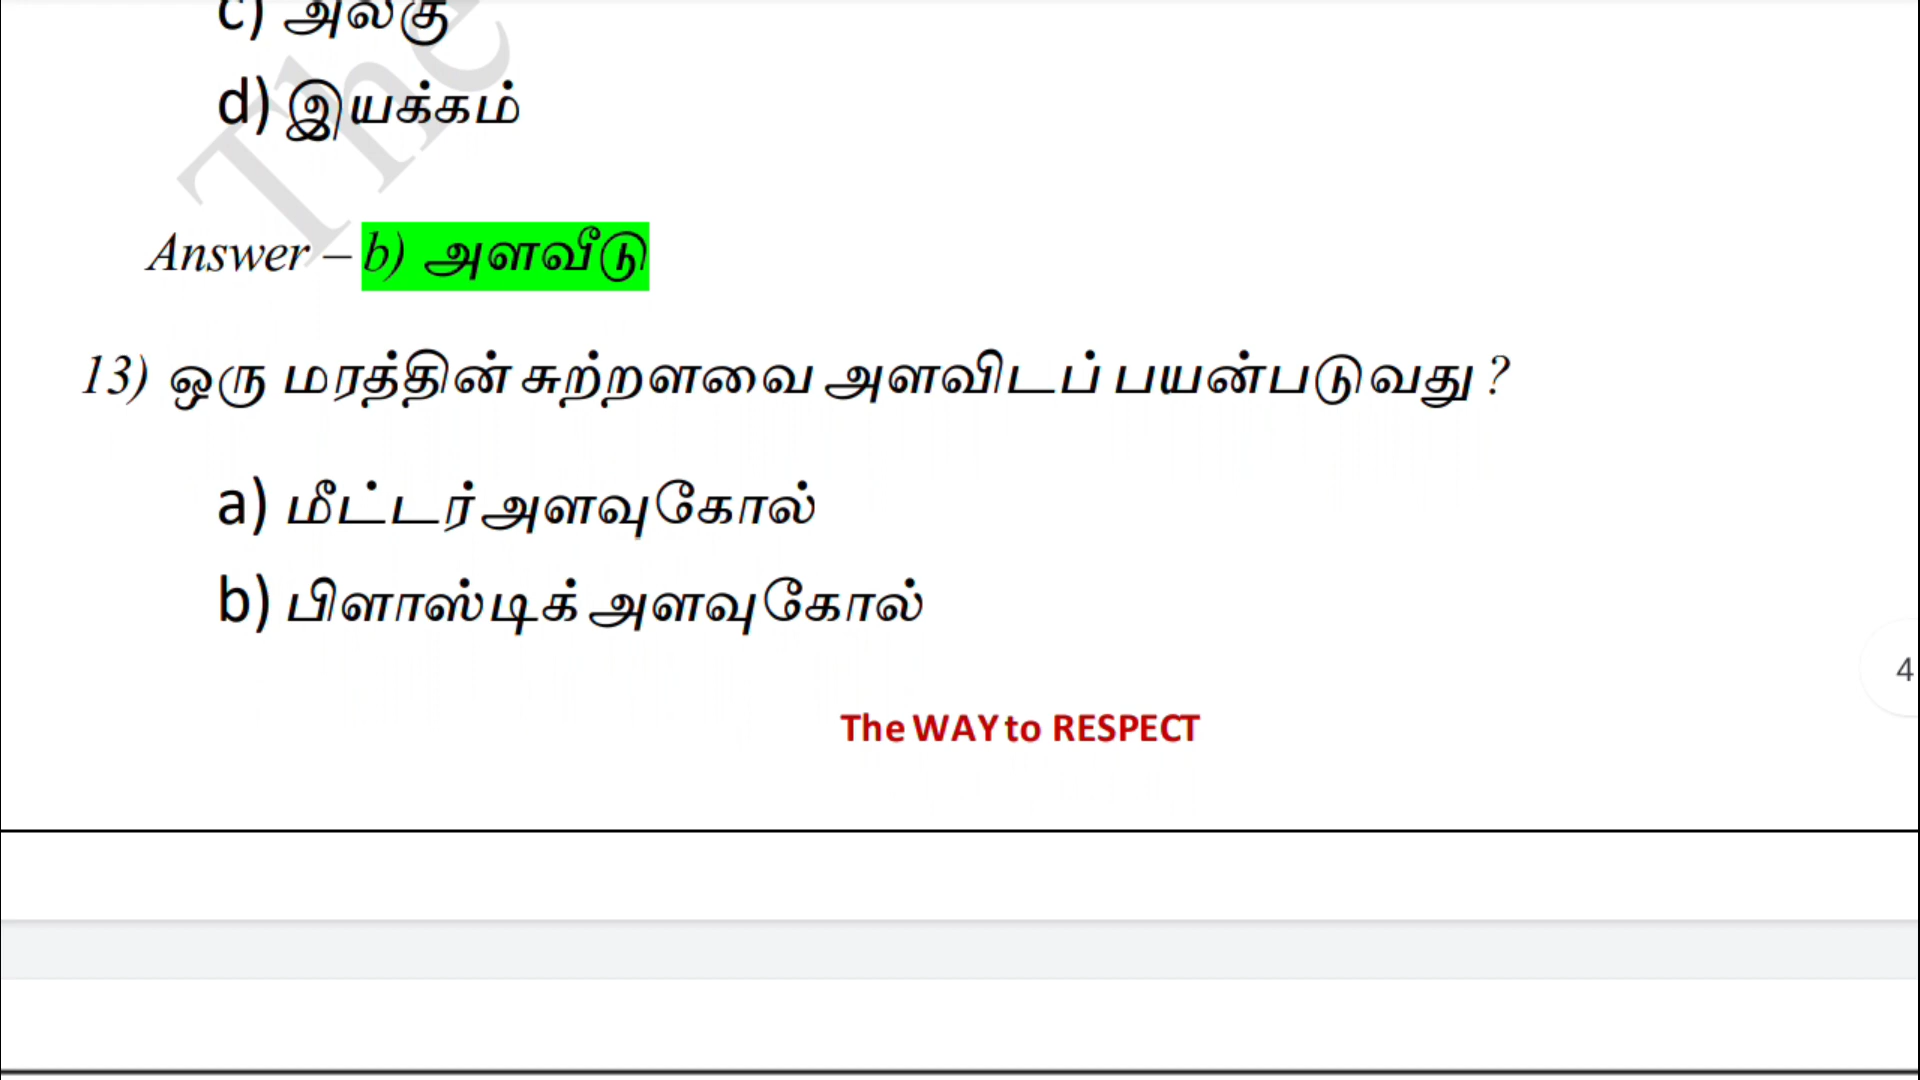 c) அலகு
d) இயக்கம்
The
Answer – b) அளவீடு
13) ஒரு மரத்தின் சுற்றளவை அளவிடப் பயன்படுவது ?
a) மீட்டர் அளவுகோல்
b) பிளாஸ்டிக் அளவுகோல்
4
The WAY to RESPECT